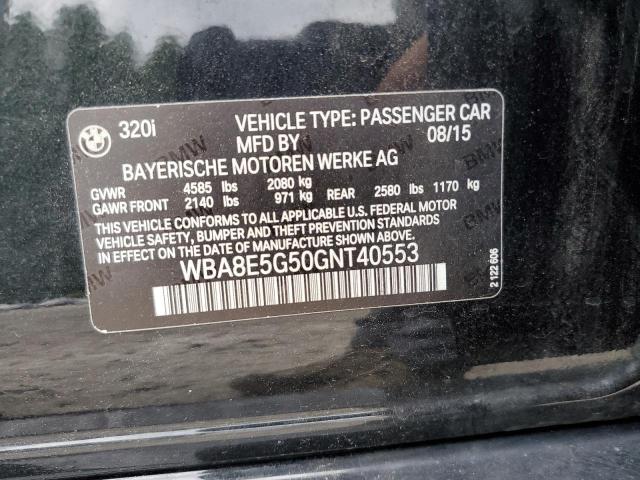 BMW 320i VEHICLE TYPE: PASSENGER CAR
MFD BY 08/15
BAYERISCHE MOTOREN WERKE AG
GVWR 4585 lbs 2080 kg
GAWR FRONT 2140 lbs 971 kg REAR 2580 lbs 1170 kg
THIS VEHICLE CONFORMS TO ALL APPLICABLE U.S. FEDERAL MOTOR
VEHICLE SAFETY, BUMPER AND THEFT PREVENTION STANDARDS
IN EFFECT ON THE DATE OF MANUFACTURE SHOWN ABOVE.
WBA8E5G50GNT40553
2 122 606